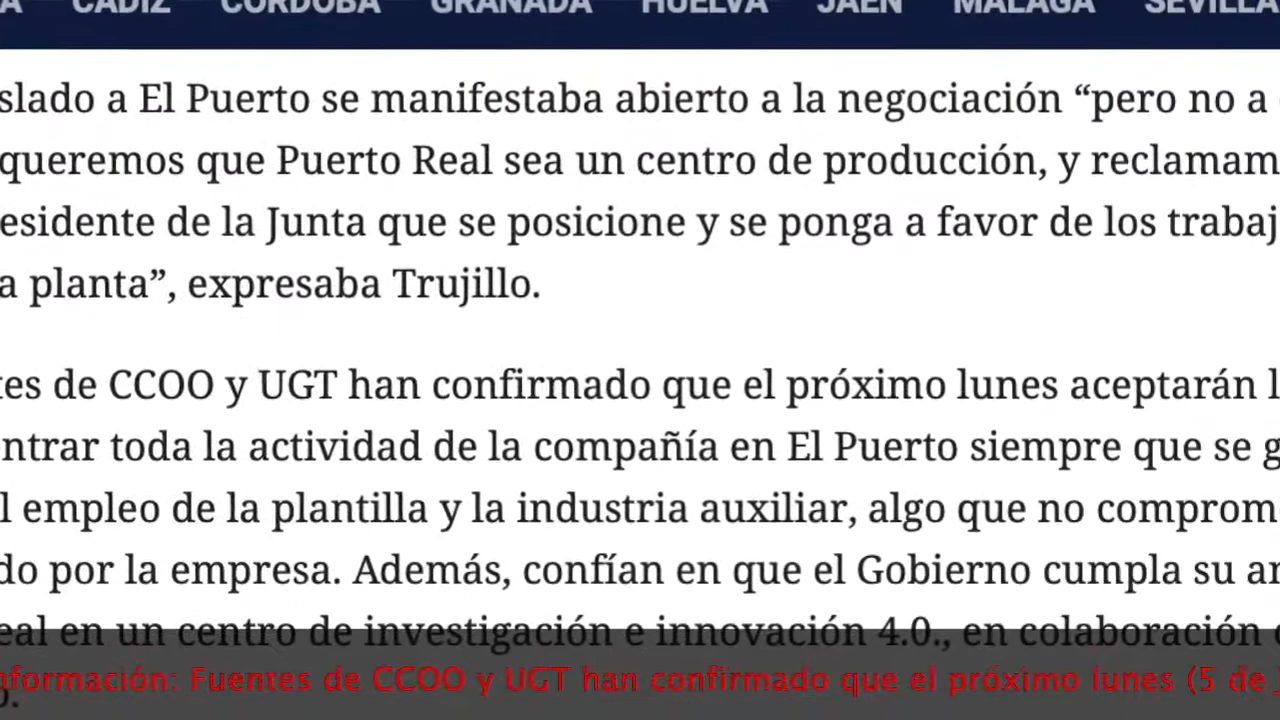 CÁDIZ CÓRDOBA GRANADA HUELVA JAÉN MÁLAGA SEVILLA
slado a El Puerto se manifestaba abierto a la negociación “pero no a
queremos que Puerto Real sea un centro de producción, y reclamam
esidente de la Junta que se posicione y se ponga a favor de los trabaj
a planta”, expresaba Trujillo.
tes de CCOO y UGT han confirmado que el próximo lunes aceptarán l
ntrar toda la actividad de la compañía en El Puerto siempre que se g
l empleo de la plantilla y la industria auxiliar, algo que no comprom
do por la empresa. Además, confían en que el Gobierno cumpla su an
eal en un centro de investigación e innovación 4.0., en colaboración
nformación: Fuentes de CCOO y UGT han confirmado que el próximo lunes (5 de